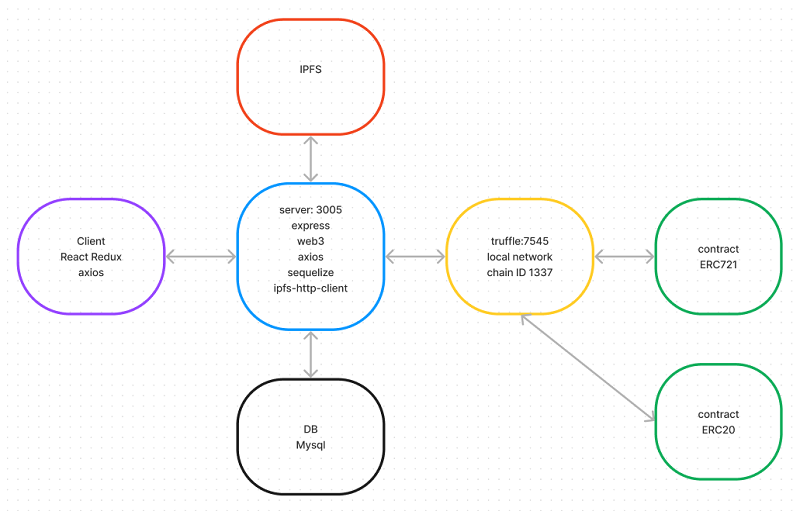 IPFS
Client
React Redux
axios
server: 3005
express
web3
axios
sequelize
ipfs-http-client
truffle:7545
local network
chain ID 1337
contract
ERC721
contract
ERC20
DB
Mysql